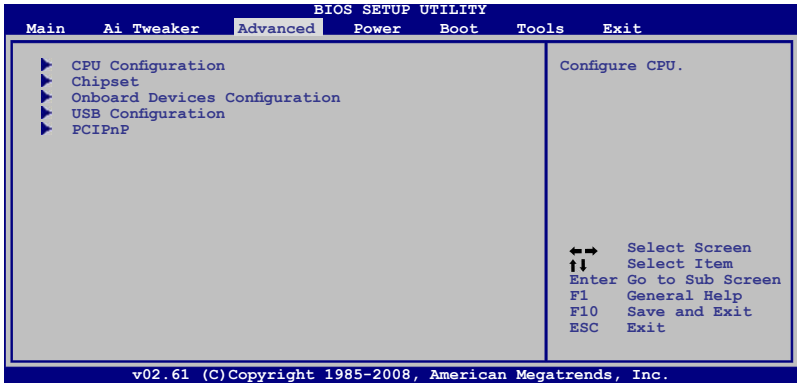 BIOS SETUP UTILITY
Main Ai Tweaker Advanced Power Boot Tools Exit
CPU Configuration
Chipset
Onboard Devices Configuration
USB Configuration
PCIPnP
Configure CPU.
Select Screen
Select Item
Enter Go to Sub Screen
F1 General Help
F10 Save and Exit
ESC Exit
v02.61 (C)Copyright 1985-2008, American Megatrends, Inc.